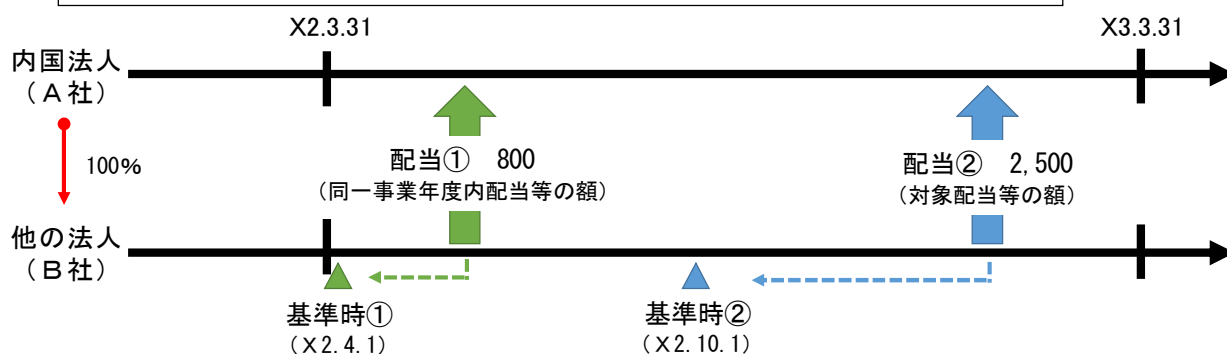 X2.3.31
X3.3.31
内国法人
（A社）
100%
配当① 800
（同一事業年度内配当等の額）
配当② 2,500
（対象配当等の額）
他の法人
（B社）
基準時①
（X2.4.1）
基準時②
（X2.10.1）